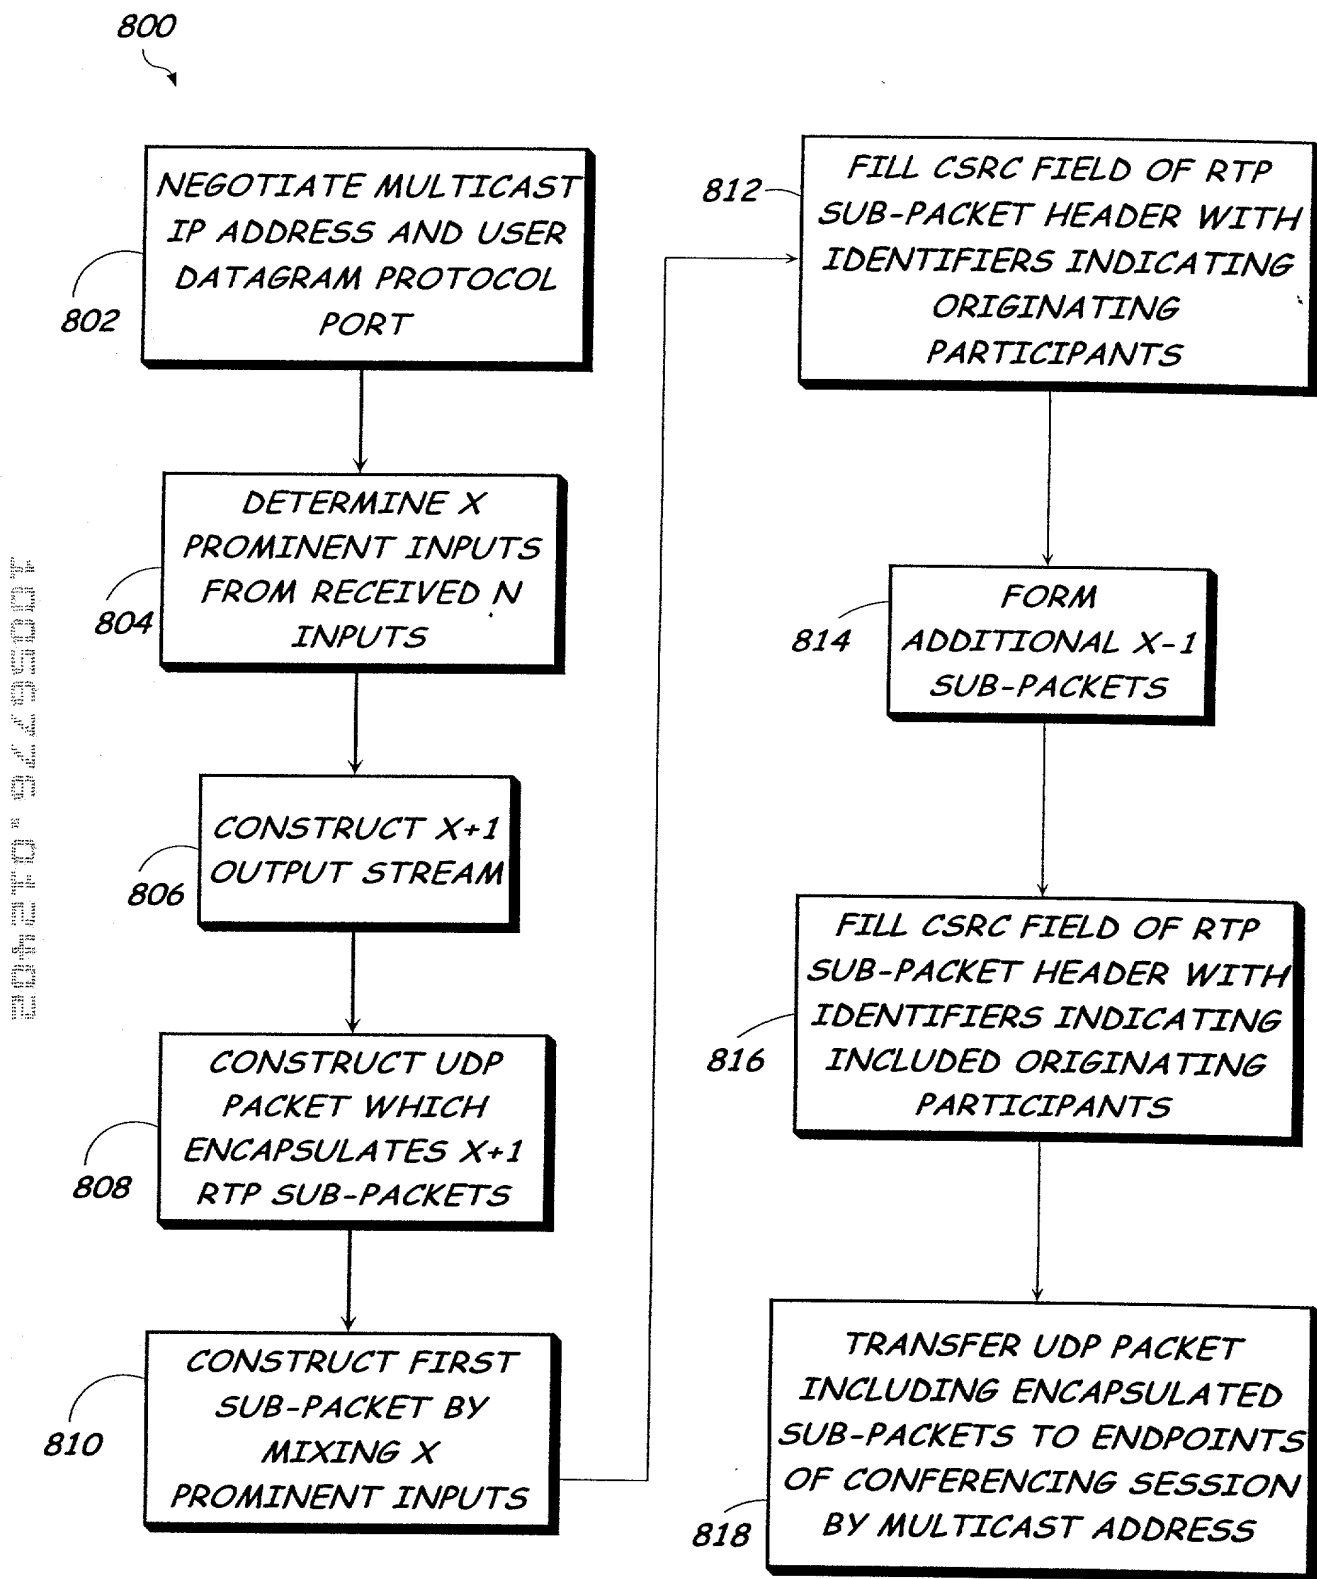 800
NEGOTIATE MULTICAST
IP ADDRESS AND USER
DATAGRAM PROTOCOL
PORT
802
DETERMINE X
PROMINENT INPUTS
FROM RECEIVED N
INPUTS
804
CONSTRUCT X+1
OUTPUT STREAM
806
CONSTRUCT UDP
PACKET WHICH
ENCAPSULATES X+1
RTP SUB-PACKETS
808
CONSTRUCT FIRST
SUB-PACKET BY
MIXING X
PROMINENT INPUTS
810
FILL CSRC FIELD OF RTP
SUB-PACKET HEADER WITH
IDENTIFIERS INDICATING
ORIGINATING
PARTICIPANTS
812
FORM
ADDITIONAL X-1
SUB-PACKETS
814
FILL CSRC FIELD OF RTP
SUB-PACKET HEADER WITH
IDENTIFIERS INDICATING
INCLUDED ORIGINATING
PARTICIPANTS
816
TRANSFER UDP PACKET
INCLUDING ENCAPSULATED
SUB-PACKETS TO ENDPOINTS
OF CONFERENCING SESSION
BY MULTICAST ADDRESS
818